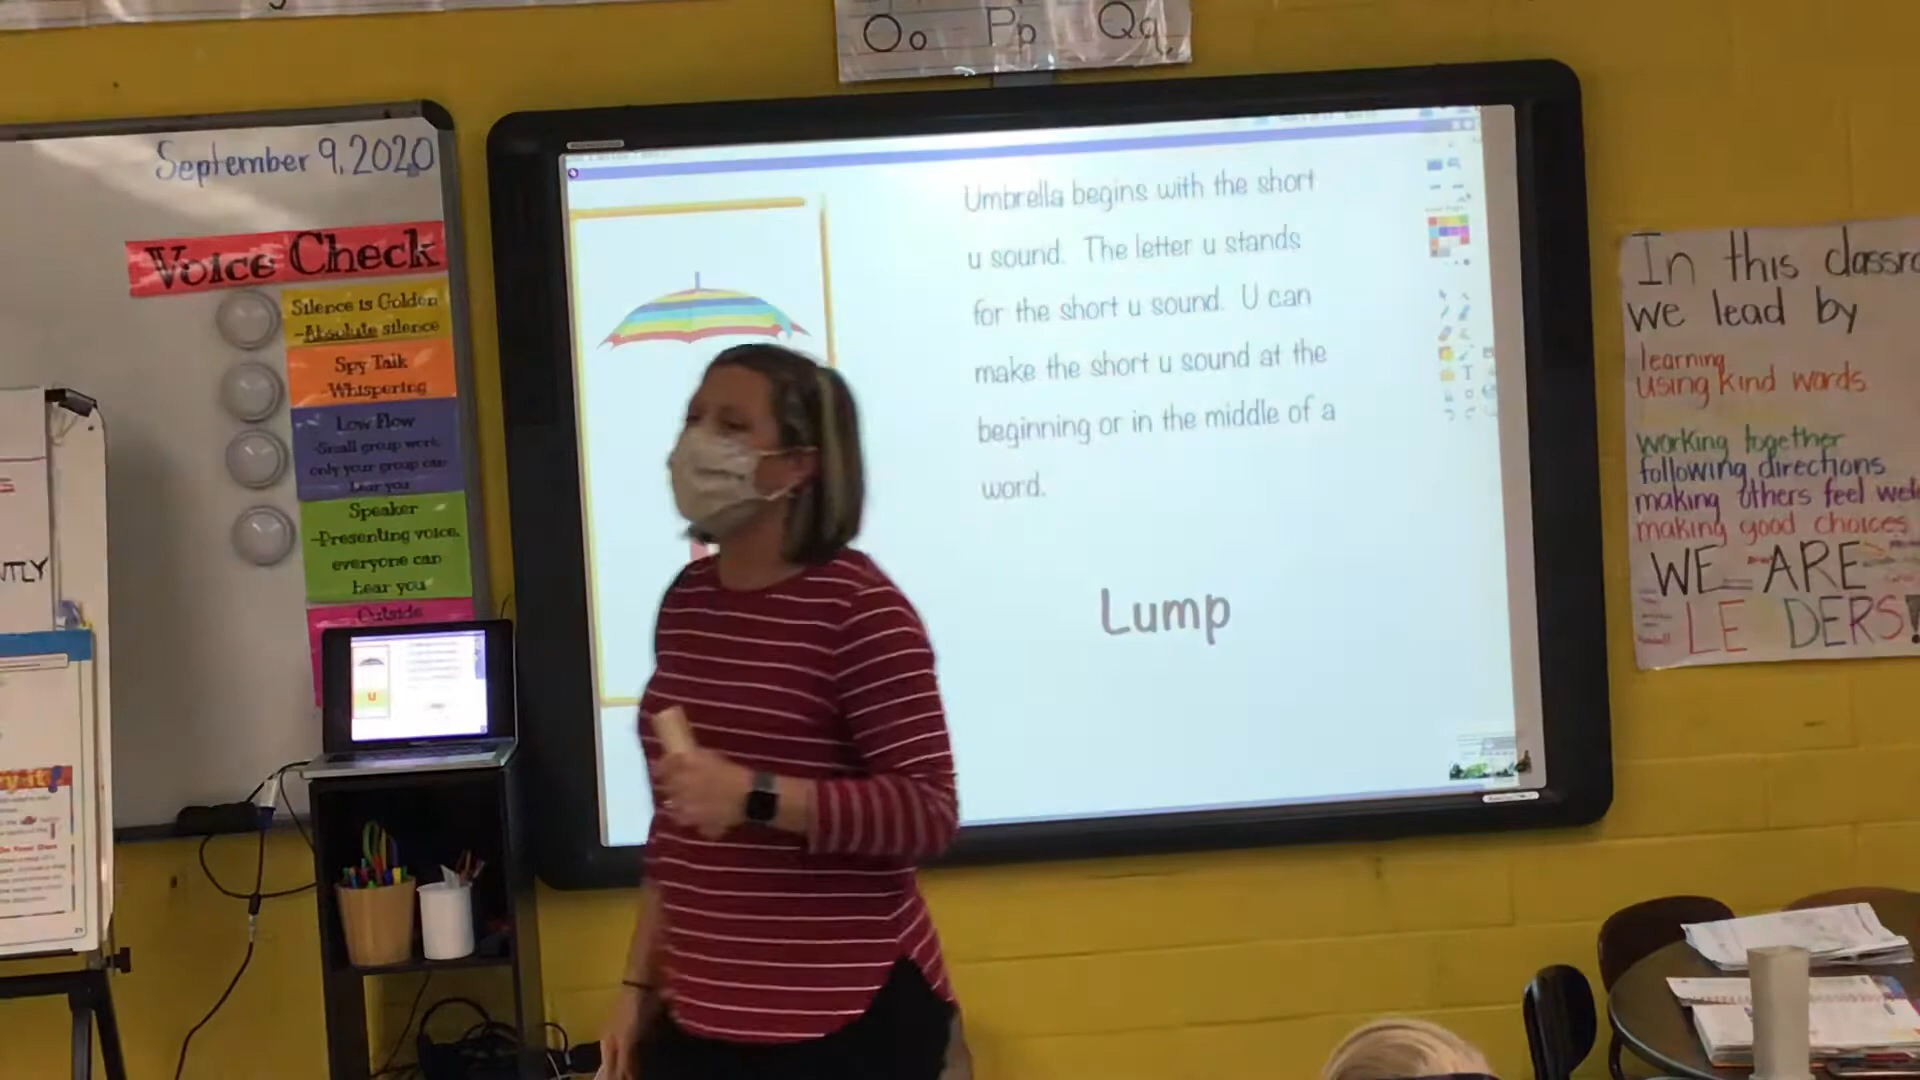 Oo Pp Qq
September 9, 2020
Voice Check
Silence is Golden
-Absolute silence
Spy Talk
-Whispering
Low Flow
-Small group work,
only your group can
hear you
Speaker
-Presenting voice,
everyone can
hear you
Outside
NTLY
U
Umbrella begins with the short
u sound. The letter u stands
for the short u sound. U can
make the short u sound at the
beginning or in the middle of a
word.
Lump
In this classro
we lead by
learning
using kind words
working together
following directions
making others feel wel
making good choices
WE ARE
LE DERS!